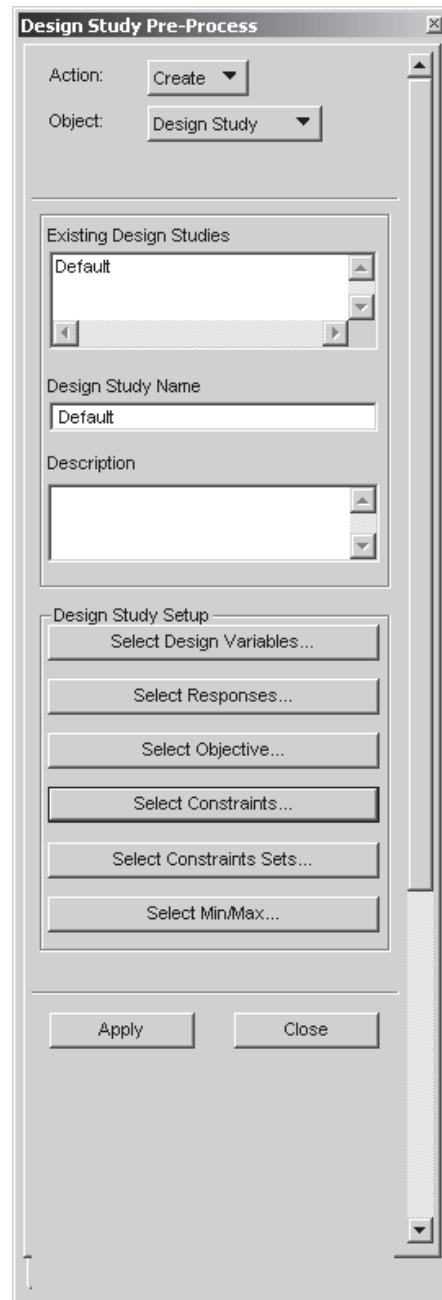 Design Study Pre-Process
Action: Create
Object: Design Study
Existing Design Studies
Default
Design Study Name
Default
Description
Design Study Setup
Select Design Variables...
Select Responses...
Select Objective...
Select Constraints...
Select Constraints Sets...
Select Min/Max...
Apply Close